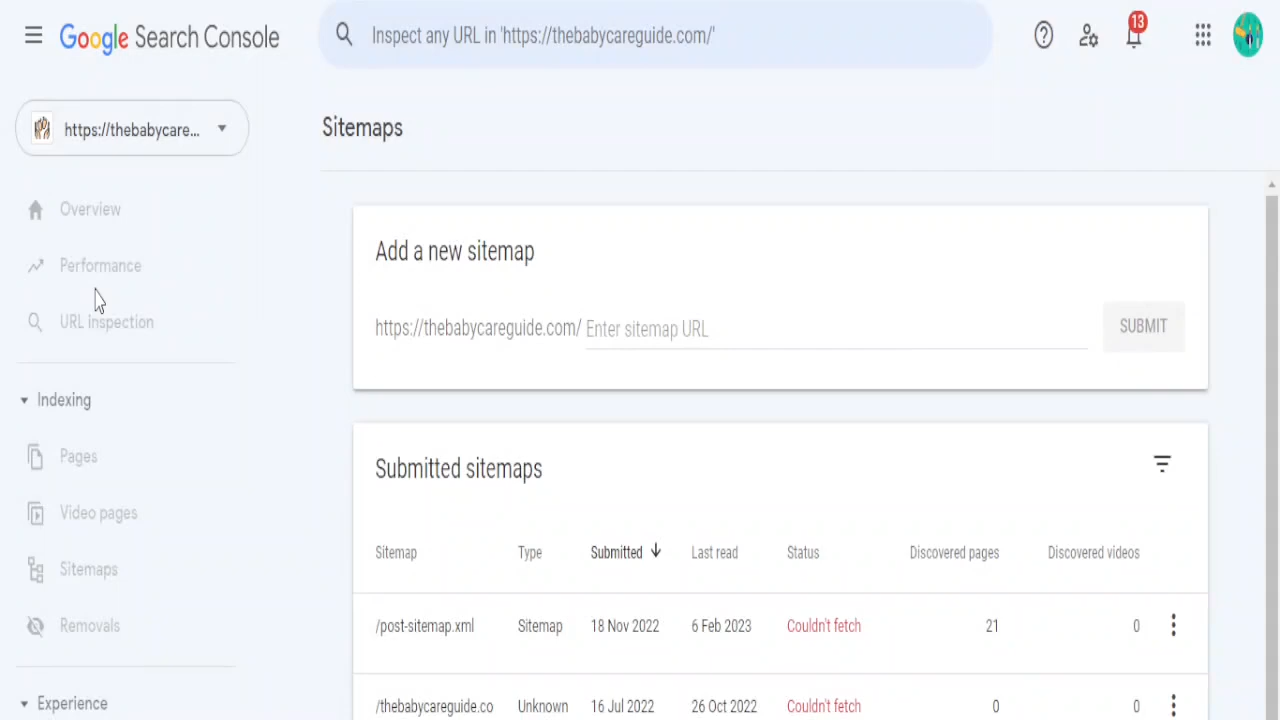 Google Search Console
Inspect any URL in 'https://thebabycareguide.com/'
13
https://thebabycare...
Sitemaps
Overview
Performance
URL inspection
Indexing
Pages
Video pages
Sitemaps
Removals
Experience
Add a new sitemap
https://thebabycareguide.com/ Enter sitemap URL
SUBMIT
Submitted sitemaps
Sitemap Type Submitted Last read Status Discovered pages Discovered videos
/post-sitemap.xml Sitemap 18 Nov 2022 6 Feb 2023 Couldn't fetch 21 0
/thebabycareguide.co Unknown 16 Jul 2022 26 Oct 2022 Couldn't fetch 0 0